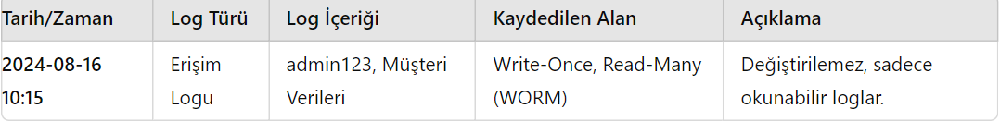 Tarih/Zaman Log Türü Log İçeriği Kaydedilen Alan Açıklama
2024-08-16 Erişim admin123, Müşteri Write-Once, Read-Many Değiştirilemez, sadece
10:15 Logu Verileri (WORM) okunabilir loglar.